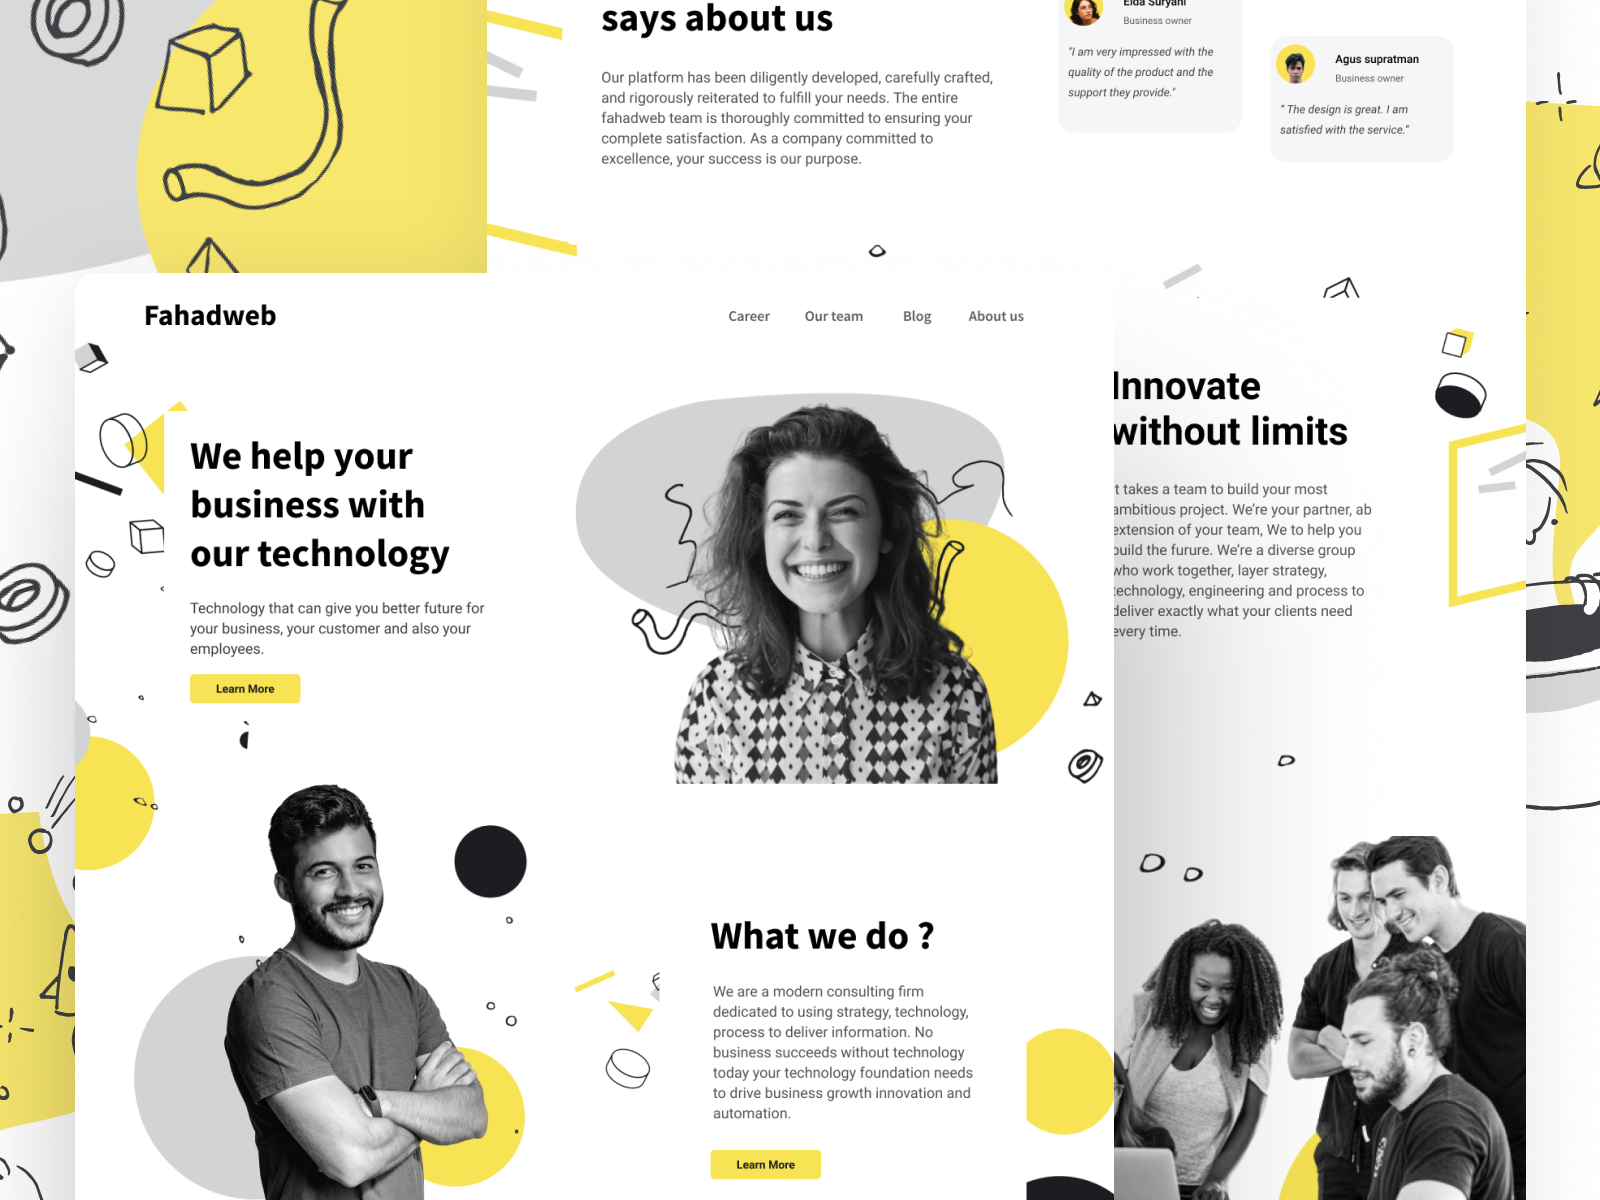 says about us
Our platform has been diligently developed, carefully crafted,
and rigorously reiterated to fulfill your needs. The entire
fahadweb team is thoroughly committed to ensuring your
complete satisfaction. As a company committed to
excellence, your success is our purpose.
Elda Suryani
Business owner
"I am very impressed with the
quality of the product and the
support they provide."
Agus supratman
Business owner
" The design is great. I am
satisfied with the service."
Fahadweb
Career
Our team
Blog
About us
We help your
business with
our technology
Technology that can give you better future for
your business, your customer and also your
employees.
Learn More
Innovate
without limits
t takes a team to build your most
ambitious project. We're your partner, ab
extension of your team, We to help you
build the furure. We're a diverse group
who work together, layer strategy,
technology, engineering and process to
deliver exactly what your clients need
every time.
What we do ?
We are a modern consulting firm
dedicated to using strategy, technology,
process to deliver information. No
business succeeds without technology
today your technology foundation needs
to drive business growth innovation and
automation.
Learn More